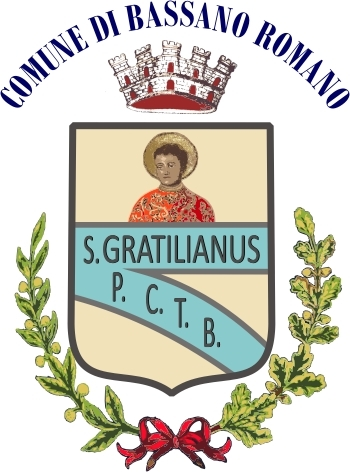 COMUNE DI BASSANO ROMANO
S. GRATILIANUS
P. C. T. B.